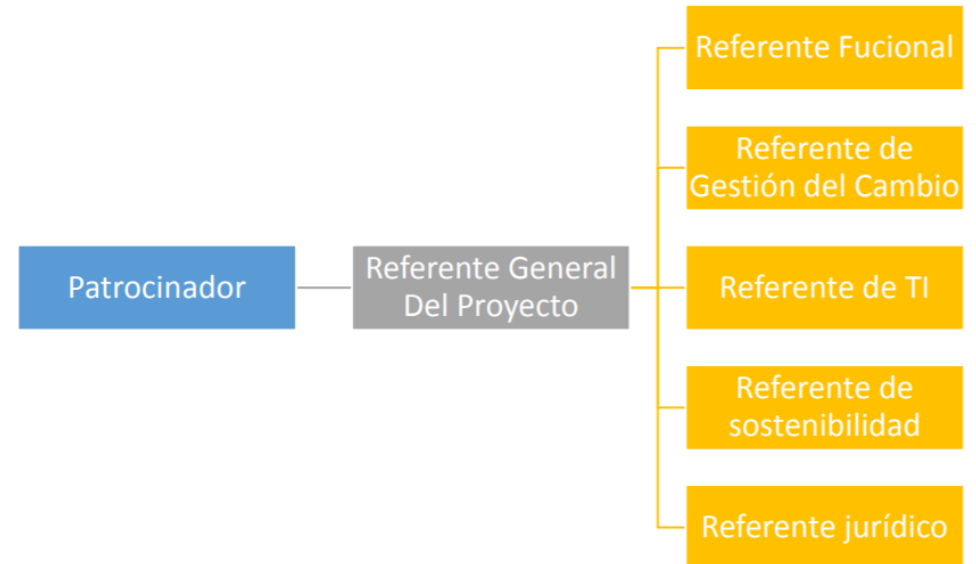 Patrocinador
Referente General
Del Proyecto
Referente Fucional
Referente de
Gestión del Cambio
Referente de TI
Referente de
sostenibilidad
Referente jurídico